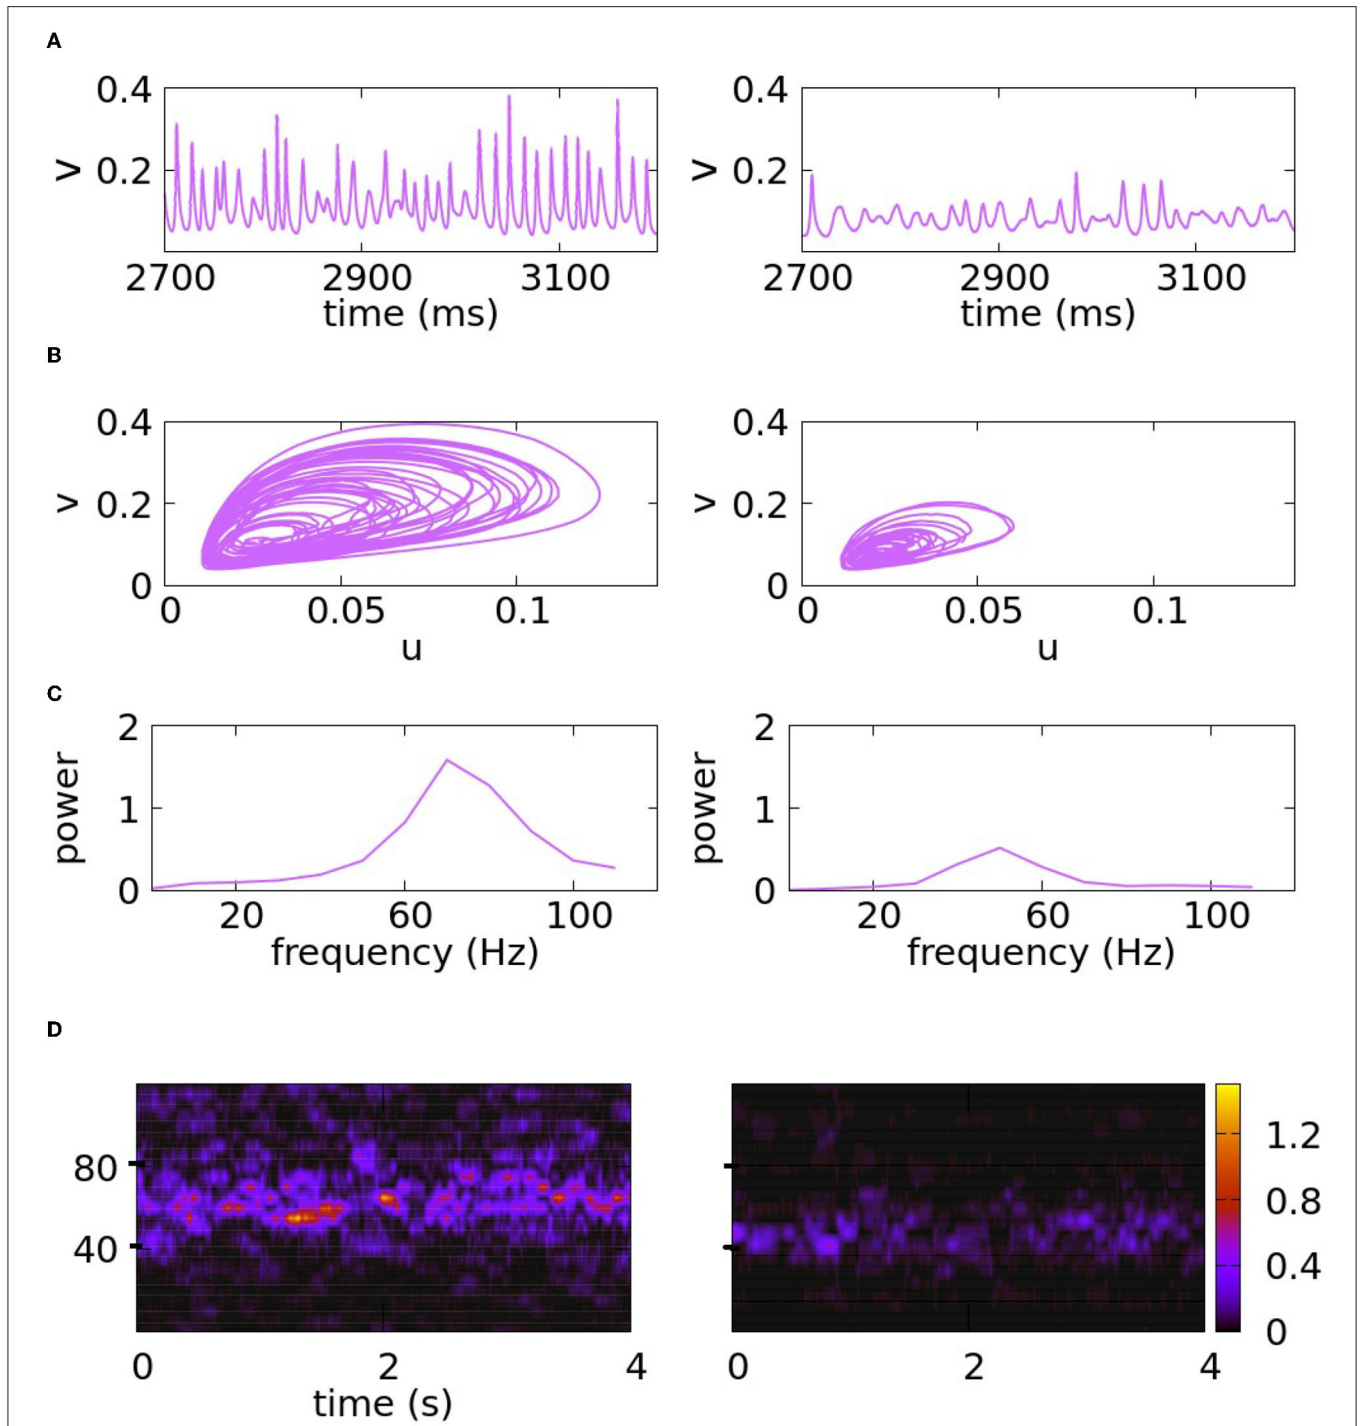 A
0.4 0.4
v 0.2 v 0.2
2700 2900 3100 2700 2900 3100
time (ms) time (ms)
B
0.4 0.4
v 0.2 v 0.2
0 0
0 0.05 0.1 0 0.05 0.1
u u
C
2 2
power 1 power 1
0 0
20 60 100 20 60 100
frequency (Hz) frequency (Hz)
D
1.2
80 0.8
40 0.4
0
0 2 4 0 2 4
time (s)